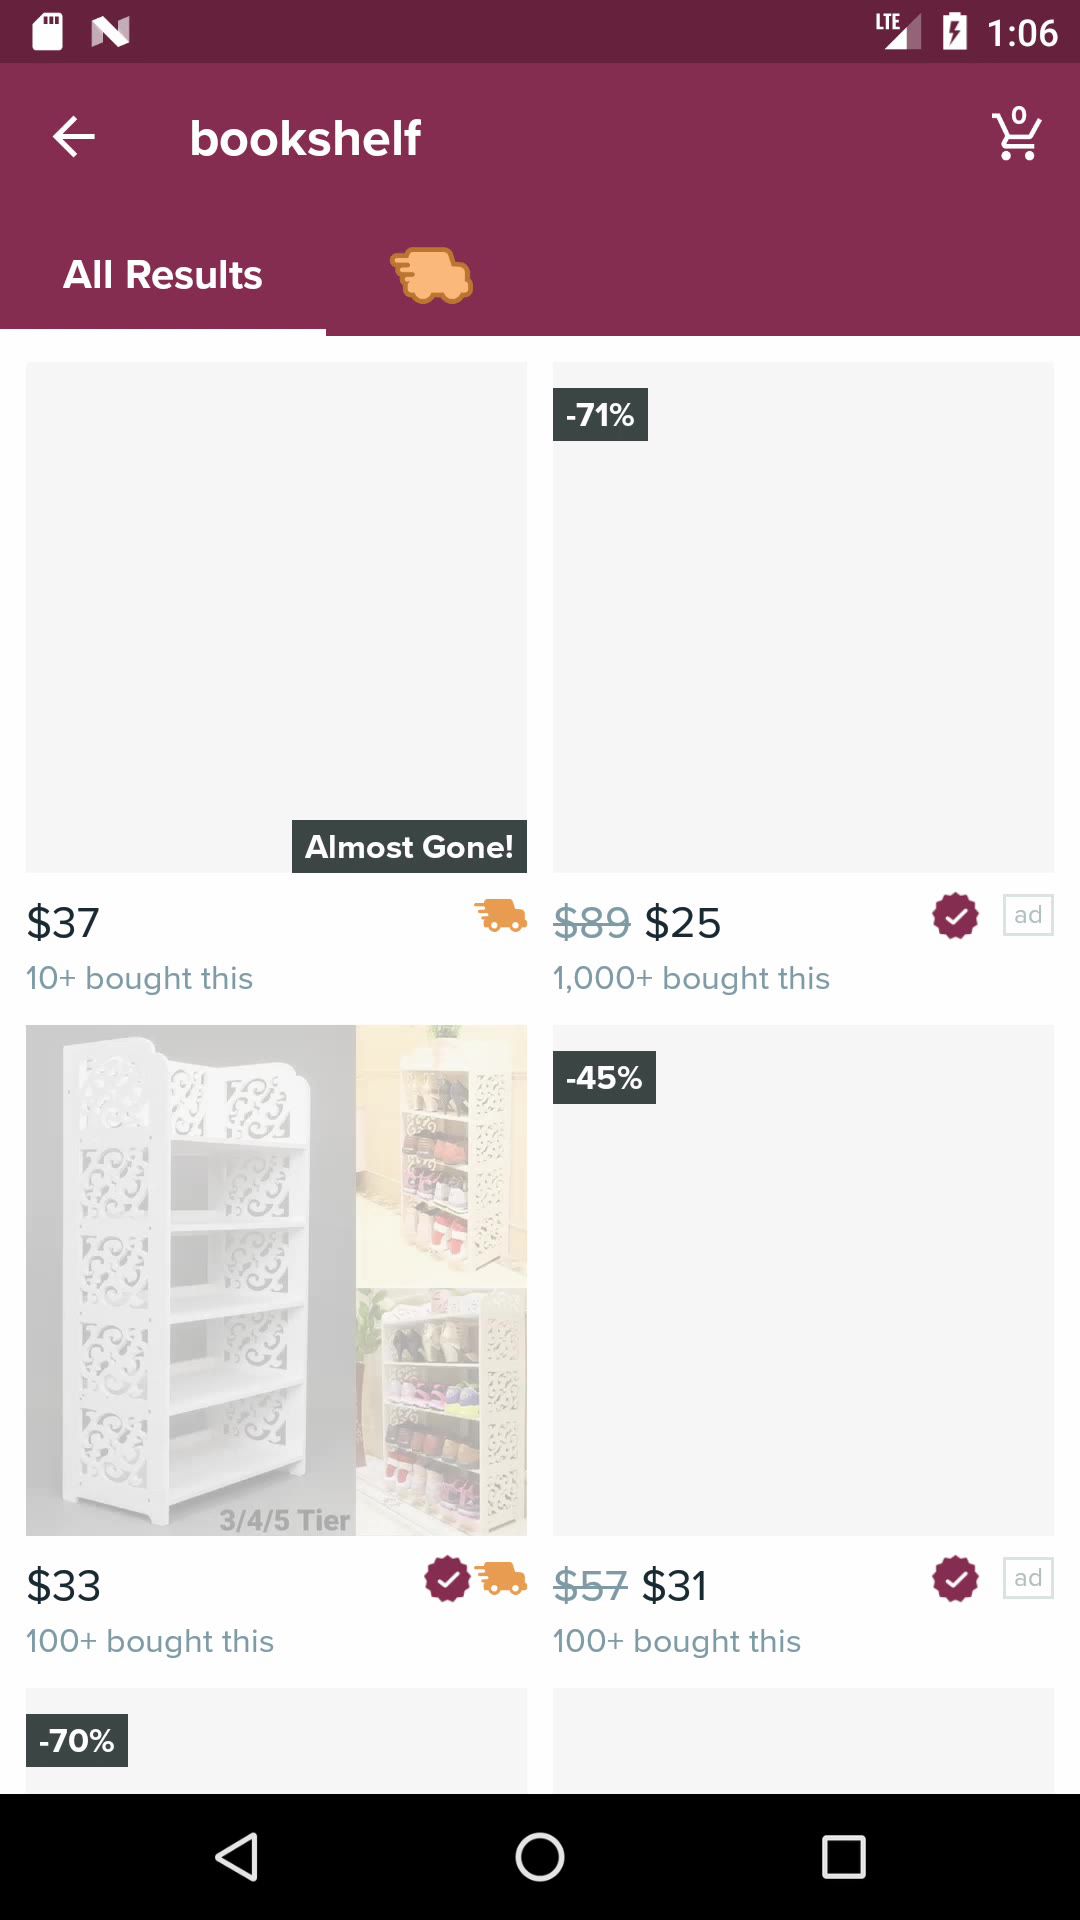 LTE 1:06
bookshelf
0
All Results
-71%
Almost Gone!
$37
$89 $25 ad
10+ bought this
1,000+ bought this
-45%
3/4/5 Tier
$33
$57 $31 ad
100+ bought this
100+ bought this
-70%